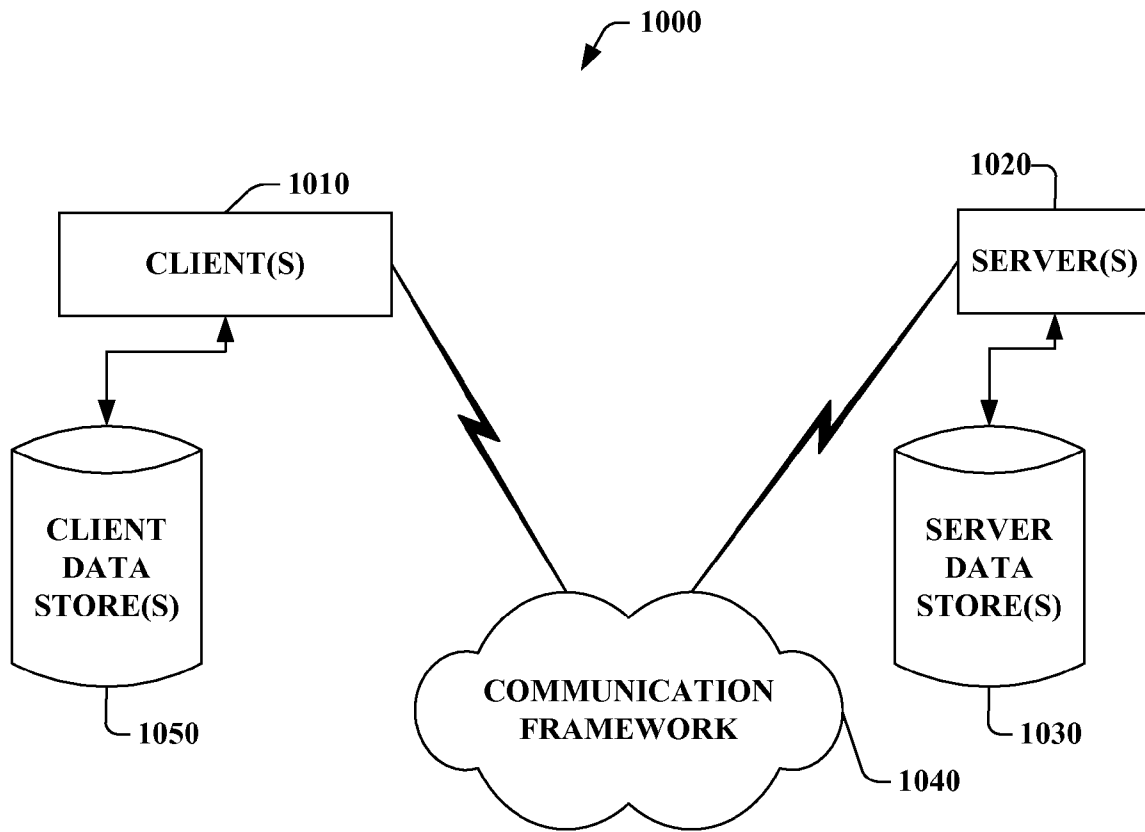 1000
1010
1020
CLIENT(S)
SERVER(S)
CLIENT
DATA
STORE(S)
SERVER
DATA
STORE(S)
COMMUNICATION
FRAMEWORK
1050
1030
1040